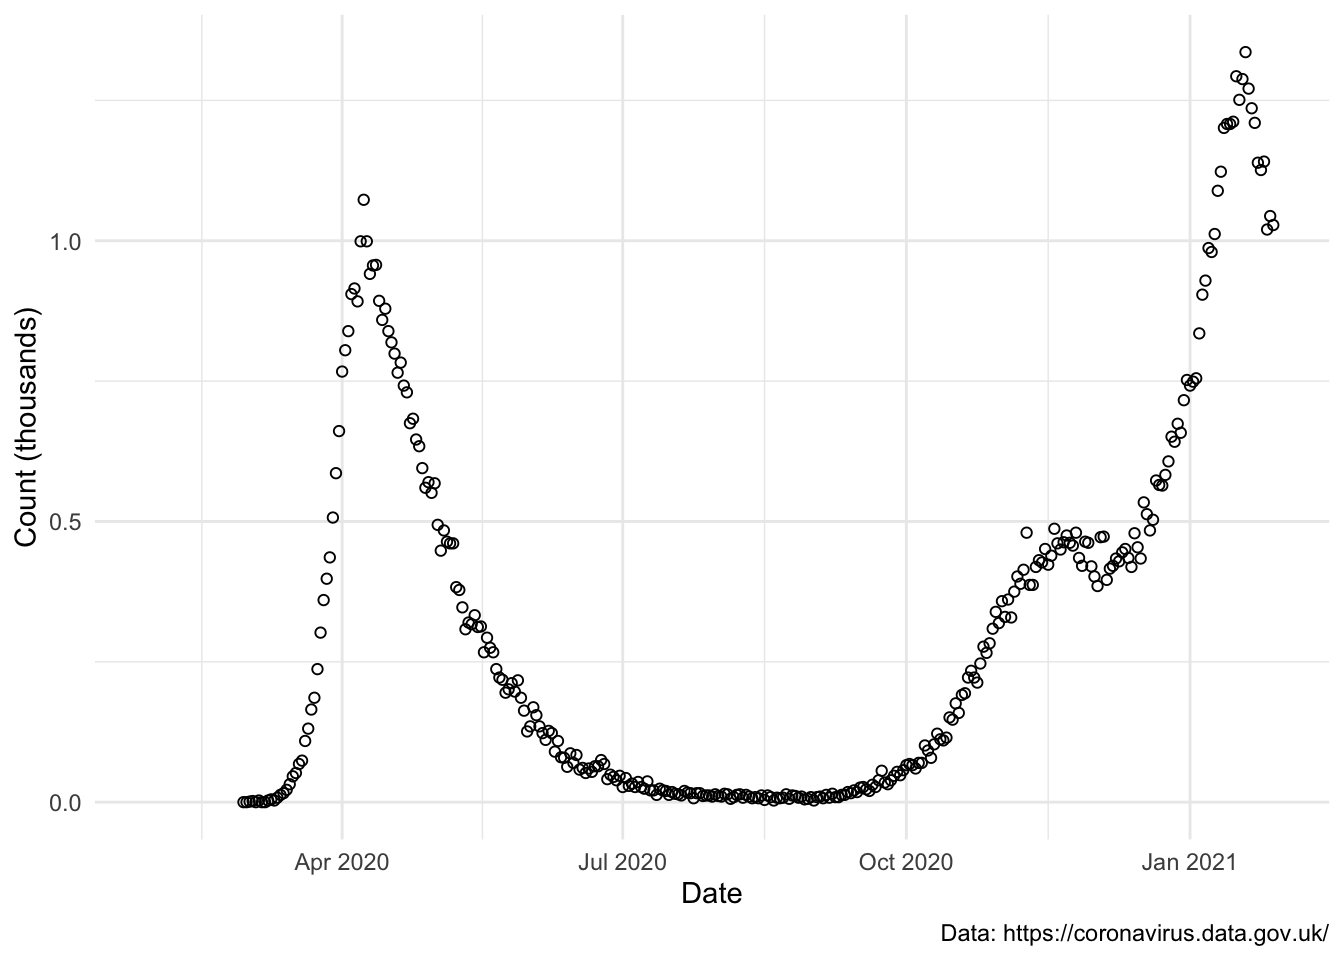 1.0
0.5
0.0
Count (thousands)
Apr 2020
Jul 2020
Oct 2020
Jan 2021
Date
Data: https://coronavirus.data.gov.uk/